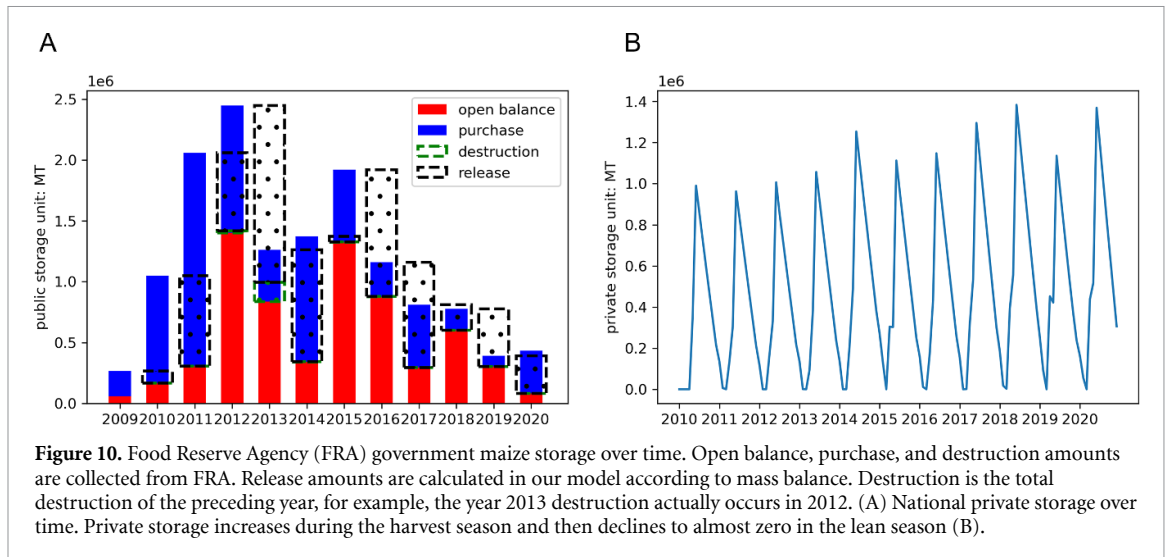 A
B
1e6
2.5
2.0
1.5
1.0
0.5
0.0
public storage unit: MT
open balance
purchase
destruction
release
2009 2010 2011 2012 2013 2014 2015 2016 2017 2018 2019 2020
1e6
1.4
1.2
1.0
0.8
0.6
0.4
0.2
0.0
private storage unit: MT
2010 2011 2012 2013 2014 2015 2016 2017 2018 2019 2020
Figure 10. Food Reserve Agency (FRA) government maize storage over time. Open balance, purchase, and destruction amounts
are collected from FRA. Release amounts are calculated in our model according to mass balance. Destruction is the total
destruction of the preceding year, for example, the year 2013 destruction actually occurs in 2012. (A) National private storage over
time. Private storage increases during the harvest season and then declines to almost zero in the lean season (B).